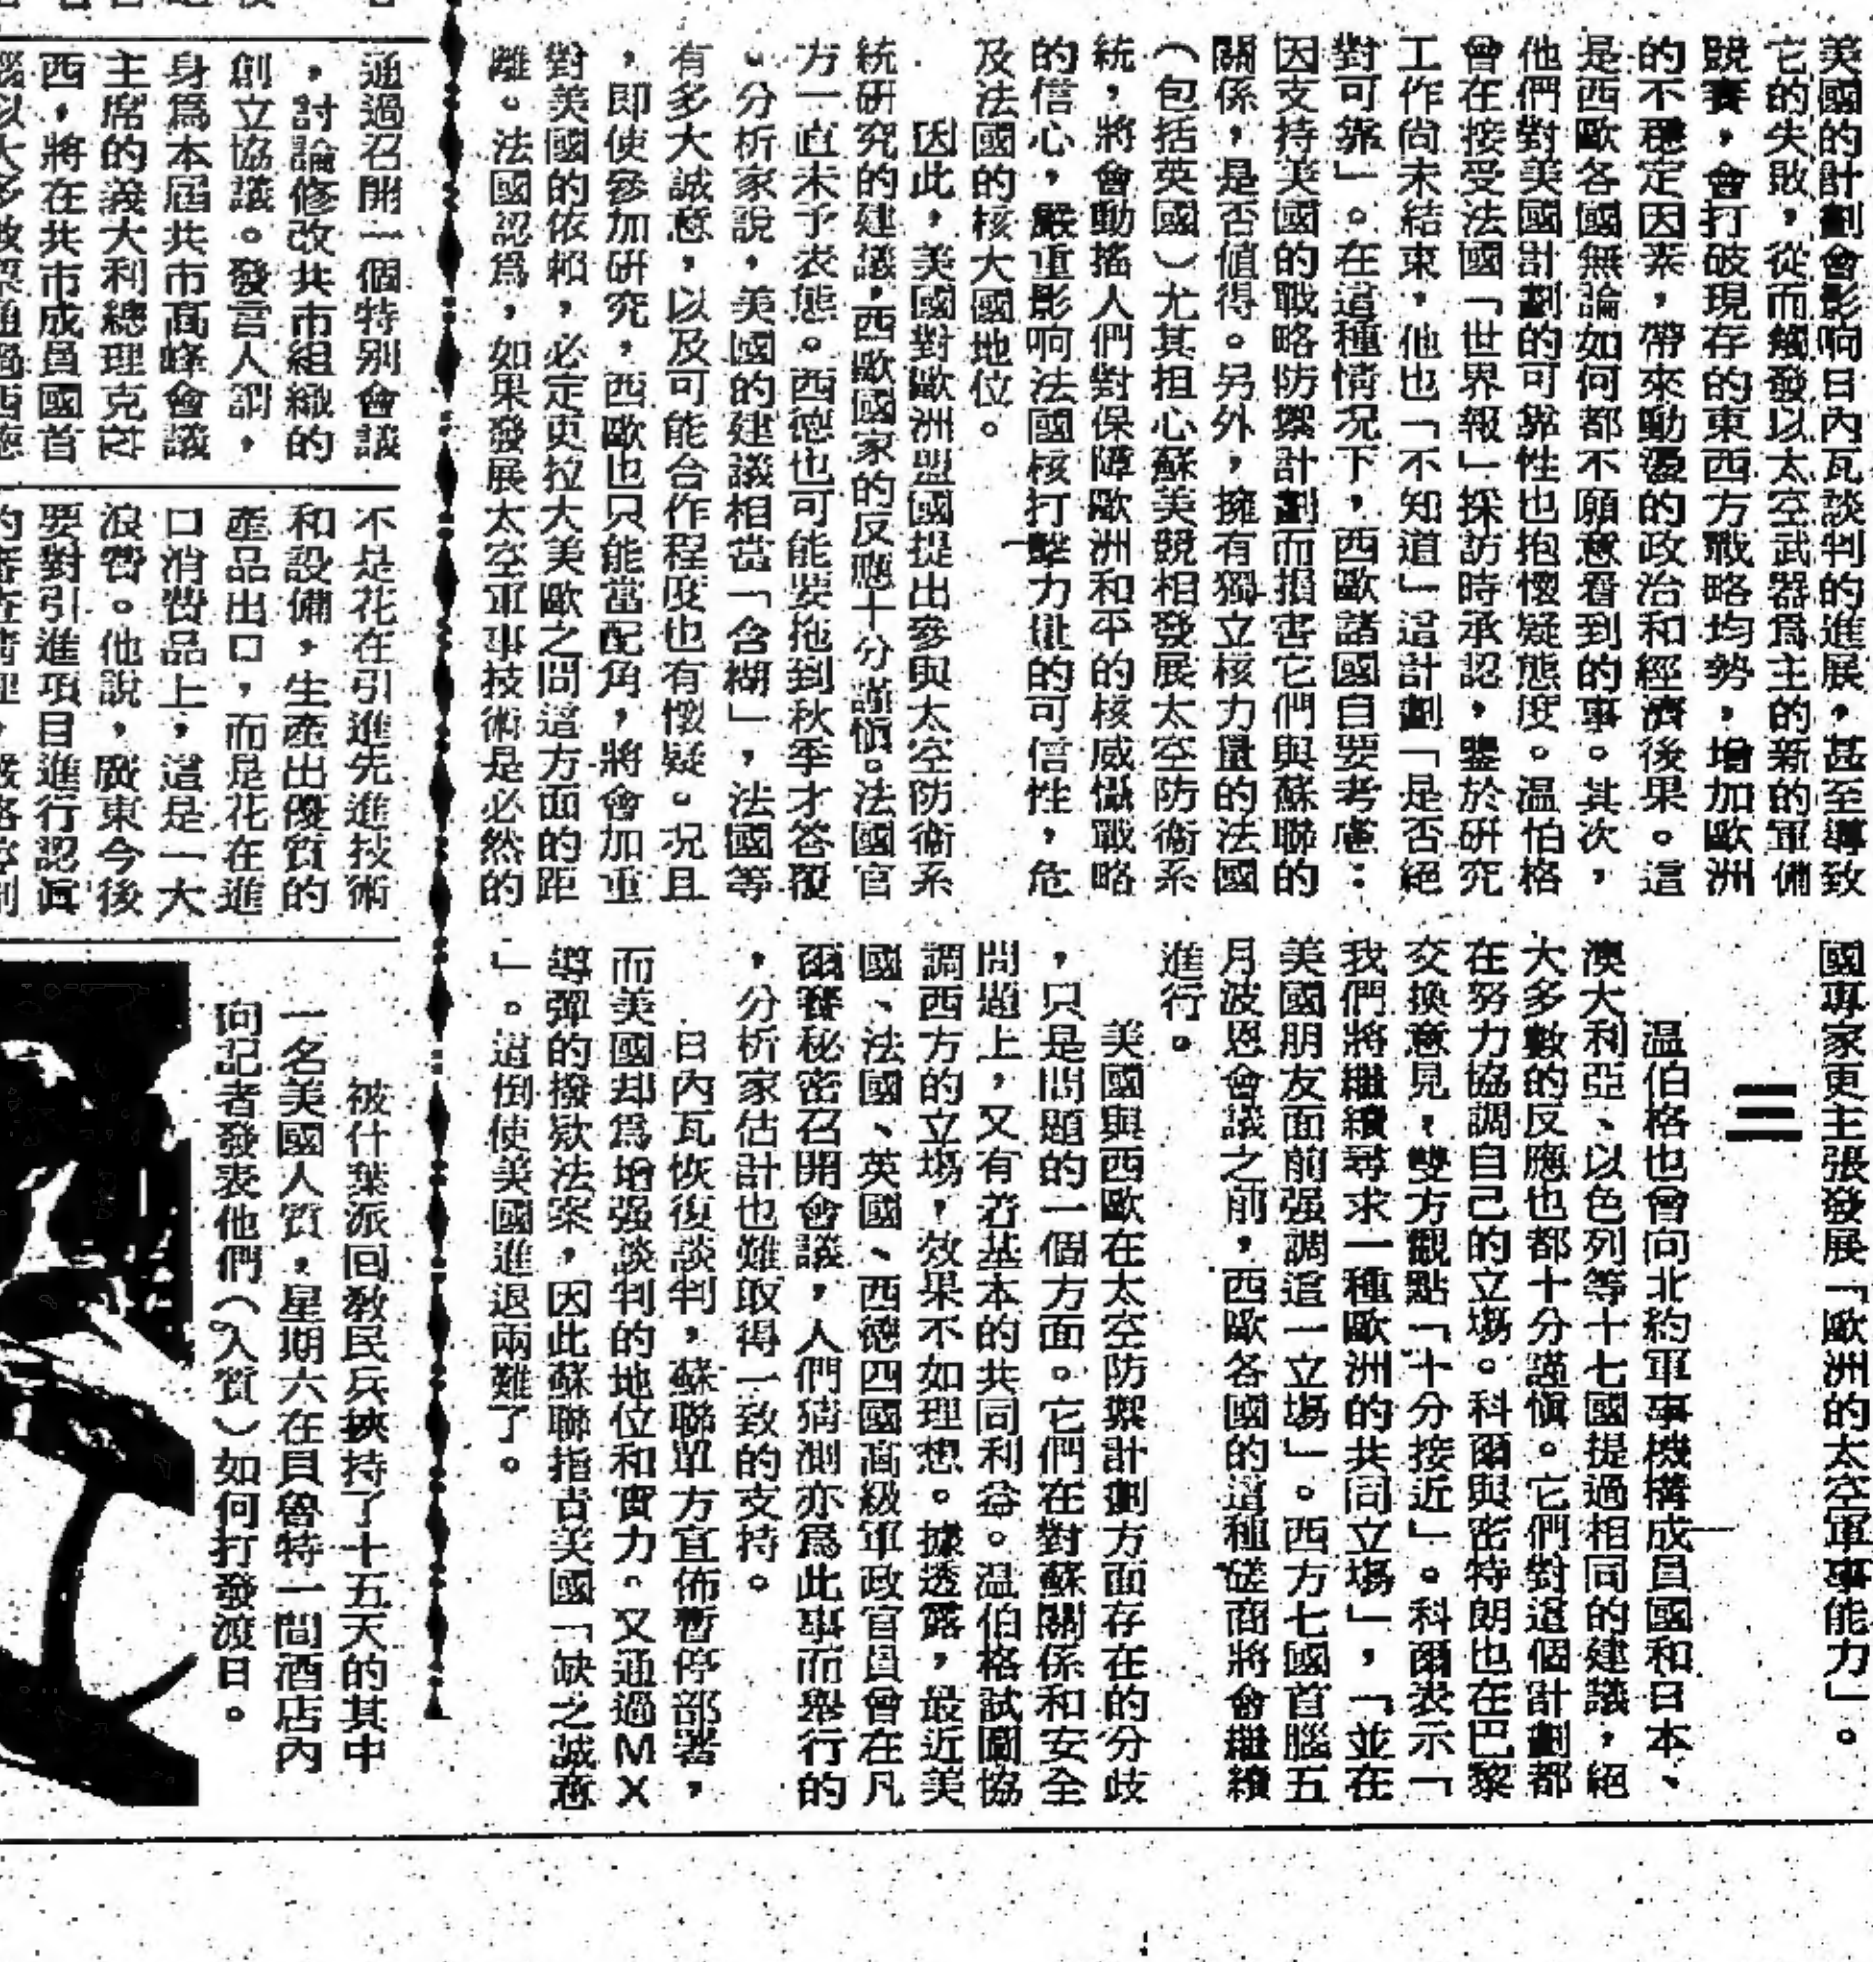 美國的計劃會影响日內瓦談判的進展，甚至導致
它的失敗，從而觸發以太空武器爲主的新的軍備
競賽，會打破現存的東西方戰略均勢，增加歐洲
的不穩定因素，帶來動盪的政治和經濟後果。這
是西歐各國無論如何都不願意看到的事。其次，
他們對美國計劃的可靠性也抱懷疑態度。温怕格
曾在接受法國「世界報」採訪時承認，鑒於研究
工作尚未結束，他也「不知道」這計劃「是否絕
對可靠」。在這種情况下，西歐諸國自要考慮：
因支持美國的戰略防禦計劃而損害它們與蘇聯的
關係，是否值得。另外，擁有獨立核力量的法國
（包括英國）尤其担心蘇美競相發展太空防衛系
統，將會動搖人們對保障歐洲和平的核威懾戰略
的信心，嚴重影响法國核打擊力量的可信性，危
及法國的核大國地位。
因此，美國對歐洲盟國提出參與太空防衛系
統研究的建議，西歐國家的反應十分謹慎。法國官
方一直未予表態。西德也可能要拖到秋季才答覆
。分析家說，美國的建議相當「含糊」，法國等
有多大誠意，以及可能合作程度也有懷疑。况且
，即使參加研究，西歐也只能當配角，將會加重
對美國的依賴，必定更拉大美歐之間這方面的距
離。法國認爲，如果發展太空軍事技術是必然的
國專家更主張發展「歐洲的太空軍事能力」。
三
温伯格也曾向北約軍事機構成員國和日本、
澳大利亞、以色列等十七國提過相同的建議，絕
大多數的反應也都十分謹慎。它們對這個計劃都
在努力協調自己的立場。科爾與密特朗也在巴黎
交換意見，雙方觀點「十分接近」。科爾表示「
我們將繼續尋求一種歐洲的共同立場」，「並在
美國朋友面前强調這一立場」。西方七國首腦五
月波恩會議之前，西歐各國的這種磋商將會繼續
進行。
美國與西歐在太空防禦計劃方面存在的分歧
，只是問題的一個方面。它們在對蘇關係和安全
問題上，又有着基本的共同利益。温伯格試圖協
調西方的立場，效果不如理想。據透露，最近美
國、法國、英國、西德四國高級軍政官員曾在凡
爾賽秘密召開會議，人們猜測亦爲此事而舉行的
，分析家估計也難取得一致的支持。
日內瓦恢復談判，蘇聯單方宣佈暫停部署，
而美國却爲增强談判的地位和實力。又通過MX
導彈的撥欵法案，因此蘇聯指責美國「缺乏誠意
」。這倒使美國進退兩難了。
通過召開一個特别會議
，討論修改共市組織的
創立協議。發言人謂，
身爲本屆共市高峰會議
主席的義大利總理克
西，將在共市成員國首
不是花在引進先進技術
和設備，生產出優質的
產品出口，而是花在進
口消費品上，這是一大
浪費。他說，廣東今後
要對引進項目進行認眞
被什葉派回教民兵挾持了十五天的其中
一名美國人質，星期六在貝魯特一間酒店內
向記者發表他們（人質）如何打發渡日。